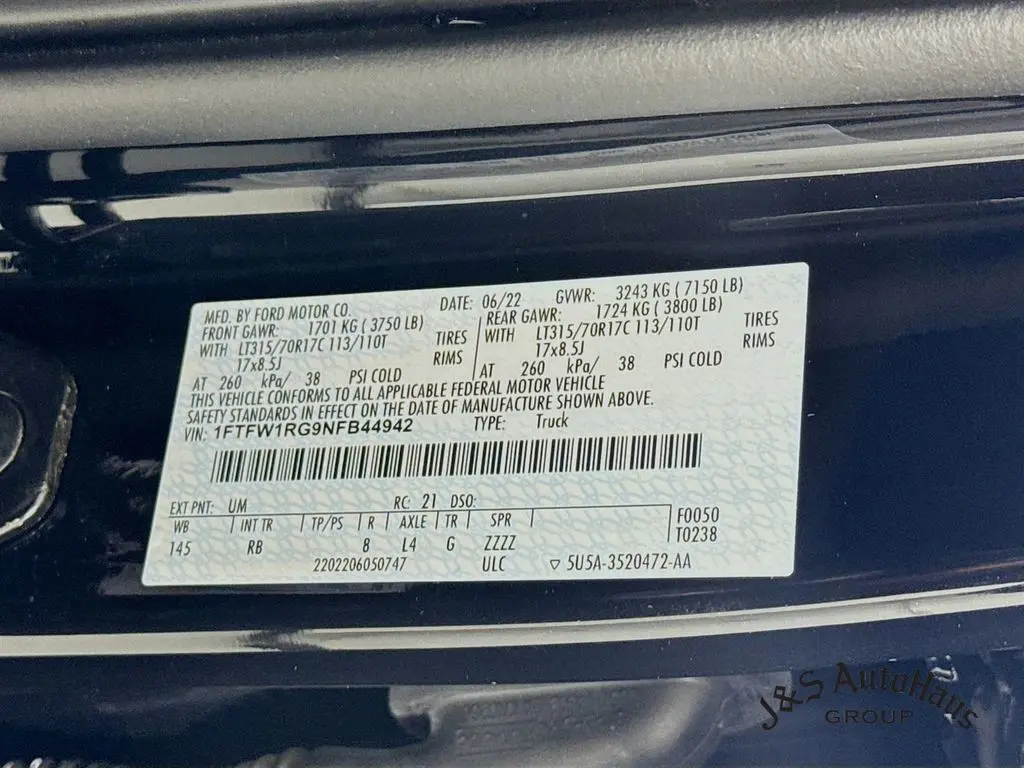 MFD. BY FORD MOTOR CO. DATE: 06/22 GVWR: 3243 KG ( 7150 LB)
FRONT GAWR: 1701 KG ( 3750 LB) REAR GAWR: 1724 KG ( 3800 LB)
WITH LT315/70R17C 113/110T TIRES WITH LT315/70R17C 113/110T TIRES
17x8.5J RIMS 17x8.5J RIMS
AT 260 kPa/ 38 PSI COLD AT 260 kPa/ 38 PSI COLD
THIS VEHICLE CONFORMS TO ALL APPLICABLE FEDERAL MOTOR VEHICLE
SAFETY STANDARDS IN EFFECT ON THE DATE OF MANUFACTURE SHOWN ABOVE.
VIN: 1FTFW1RG9NFB44942 TYPE: Truck
EXT PNT: UM RC: 21 DSO:
WB INT TR TP/PS R AXLE TR SPR F0050
145 RB 8 L4 G ZZZZ T0238
2202206050747 ULC ▽ 5U5A-3520472-AA
J&S AutoHaus
GROUP